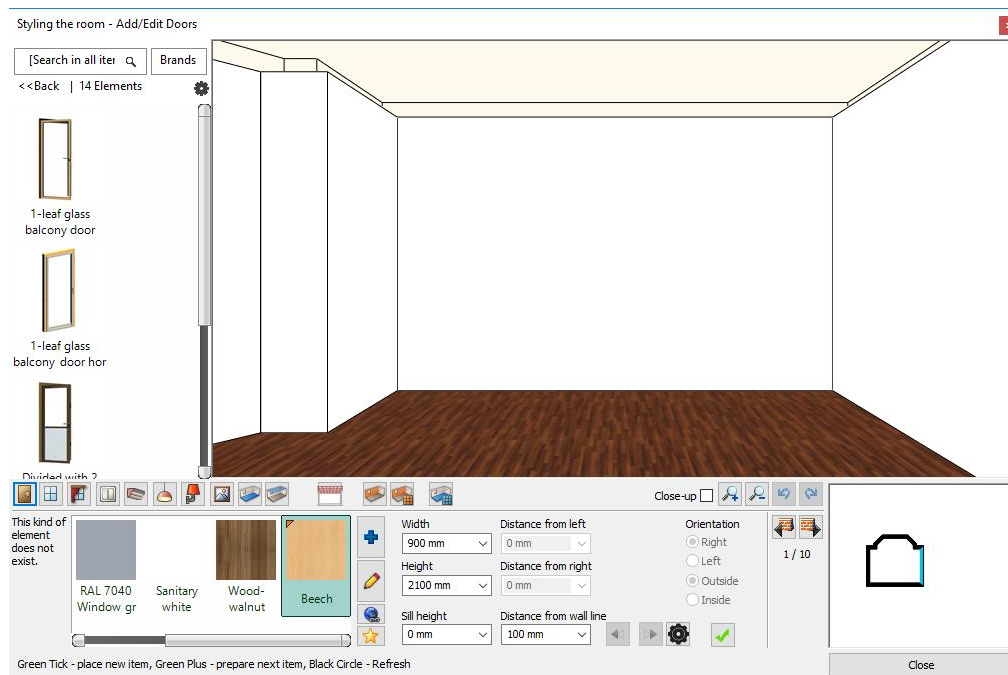 Styling the room - Add/Edit Doors
[Search in all iter
Brands
<<Back | 14 Elements
1-leaf glass
balcony door
1-leaf glass
balcony door hor
Divided with 2
Close-up
This kind of
element
does not
exist.
RAL 7040
Window gr
Sanitary
white
Wood-
walnut
Beech
Width
900 mm
Height
2100 mm
Sill height
0 mm
Distance from left
0 mm
Distance from right
0 mm
Distance from wall line
100 mm
Orientation
Right
Left
Outside
Inside
1 / 10
Green Tick - place new item, Green Plus - prepare next item, Black Circle - Refresh
Close